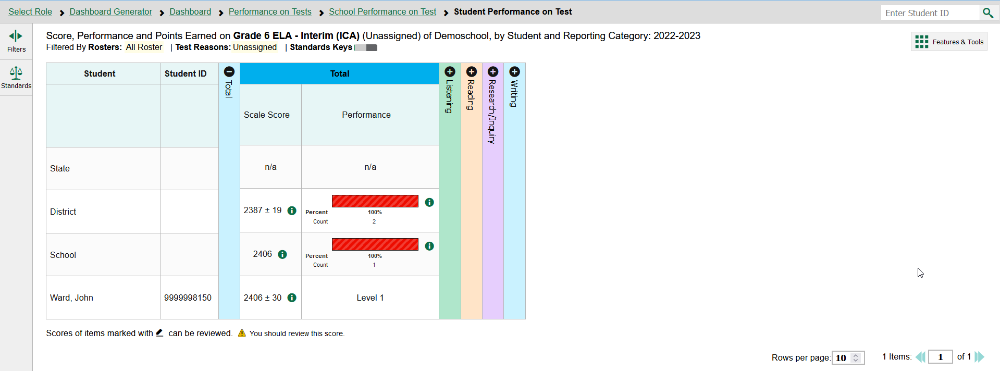 Select Role > Dashboard Generator > Dashboard > Performance on Tests > School Performance on Test > Student Performance on Test
Enter Student ID
Filters
Standards
Score, Performance and Points Earned on Grade 6 ELA - Interim (ICA) (Unassigned) of Demoschool, by Student and Reporting Category: 2022-2023
Filtered By Rosters: All Roster | Test Reasons: Unassigned | Standards Keys
Features & Tools
Student Student ID Total Total Listening Reading Research/Inquiry Writing
Scale Score Performance
State n/a n/a
District 2387 ± 19 Percent 100%
Count 2
School 2406 Percent 100%
Count 1
Ward, John 9999998150 2406 ± 30 Level 1
Scores of items marked with can be reviewed. You should review this score.
Rows per page: 10 1 Items: 1 of 1